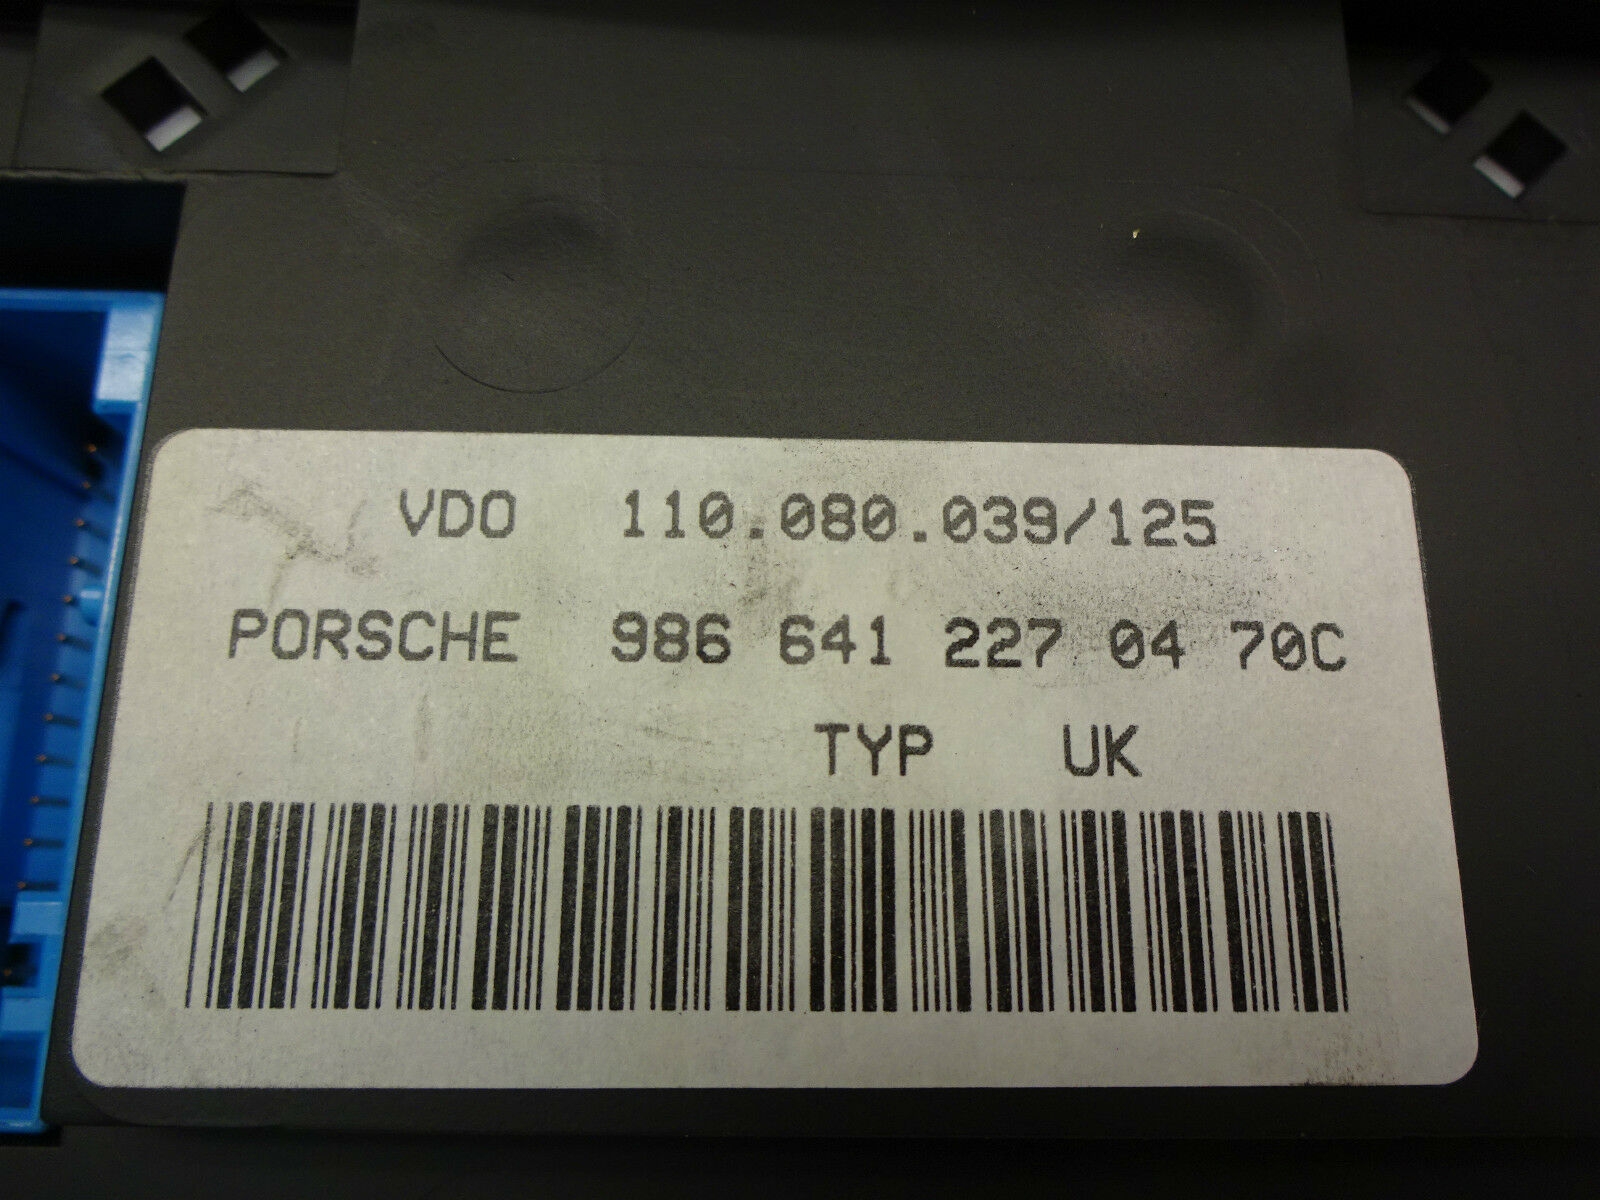 VDO 110.080.039/125
PORSCHE 986 641 227 04 70C
TYP UK